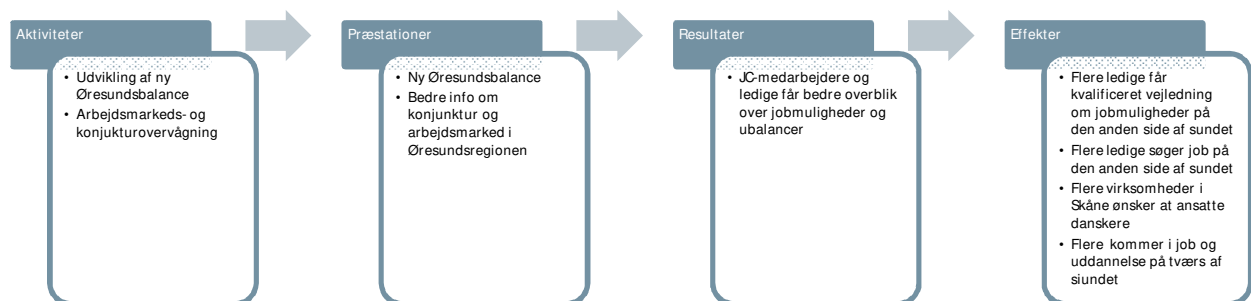 Aktiviteter
• Udvikling af ny
Øresundsbalance
• Arbejdsmarkeds- og
konjukturovervågning
Præstationer
• Ny Øresundsbalance
• Bedre info om
konjunktur og
arbejdsmarked i
Øresundsregionen
Resultater
• JC-medarbejdere og
ledige får bedre overblik
over jobmuligheder og
ubalancer
Effekter
• Flere ledige får
kvalificeret vejledning
om jobmuligheder på
den anden side af sundet
• Flere ledige søger job på
den anden side af sundet
• Flere virksomheder i
Skåne ønsker at ansatte
danskere
• Flere kommer i job og
uddannelse på tværs af
siundet